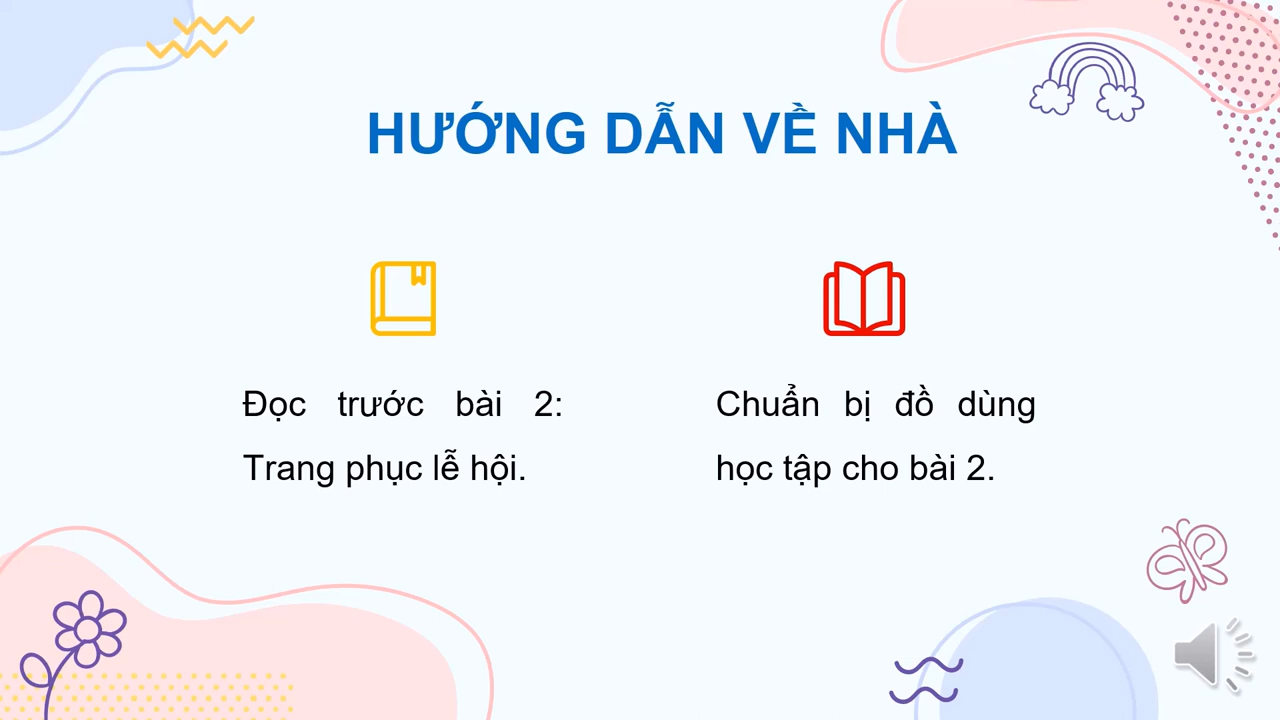 HƯỚNG DẪN VỀ NHÀ
Đọc trước bài 2:
Trang phục lễ hội.
Chuẩn bị đồ dùng
học tập cho bài 2.